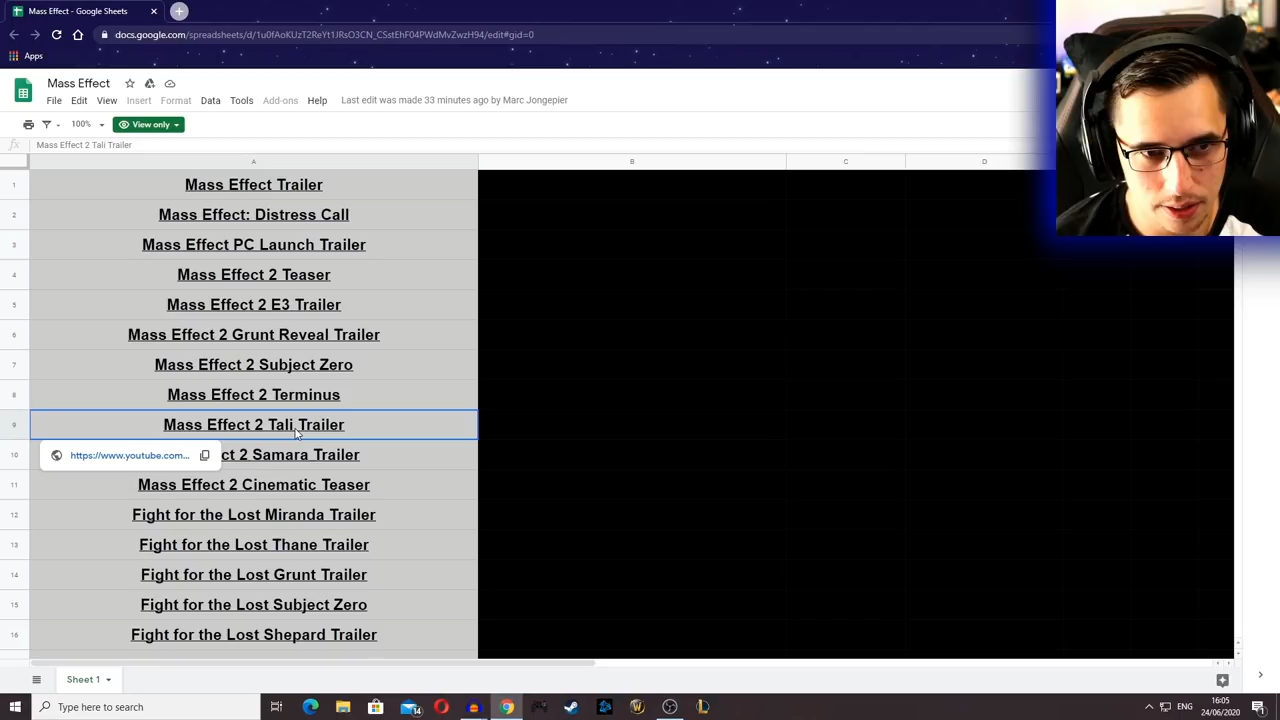 Mass Effect - Google Sheets
docs.google.com/spreadsheets/d/1u0fAoKUzT2ReYt1JRsO3CN_CSstEhF04PWdMvZwzH94/edit#gid=0
Apps
Mass Effect
File Edit View Insert Format Data Tools Add-ons Help Last edit was made 33 minutes ago by Marc Jongepier
100% View only
fx Mass Effect 2 Tali Trailer
A B C D
1 Mass Effect Trailer
2 Mass Effect: Distress Call
3 Mass Effect PC Launch Trailer
4 Mass Effect 2 Teaser
5 Mass Effect 2 E3 Trailer
6 Mass Effect 2 Grunt Reveal Trailer
7 Mass Effect 2 Subject Zero
8 Mass Effect 2 Terminus
9 Mass Effect 2 Tali Trailer
https://www.youtube.com...
10 ct 2 Samara Trailer
11 Mass Effect 2 Cinematic Teaser
12 Fight for the Lost Miranda Trailer
13 Fight for the Lost Thane Trailer
14 Fight for the Lost Grunt Trailer
15 Fight for the Lost Subject Zero
16 Fight for the Lost Shepard Trailer
Sheet 1
Type here to search
14
ENG
16:05
24/06/2020
1